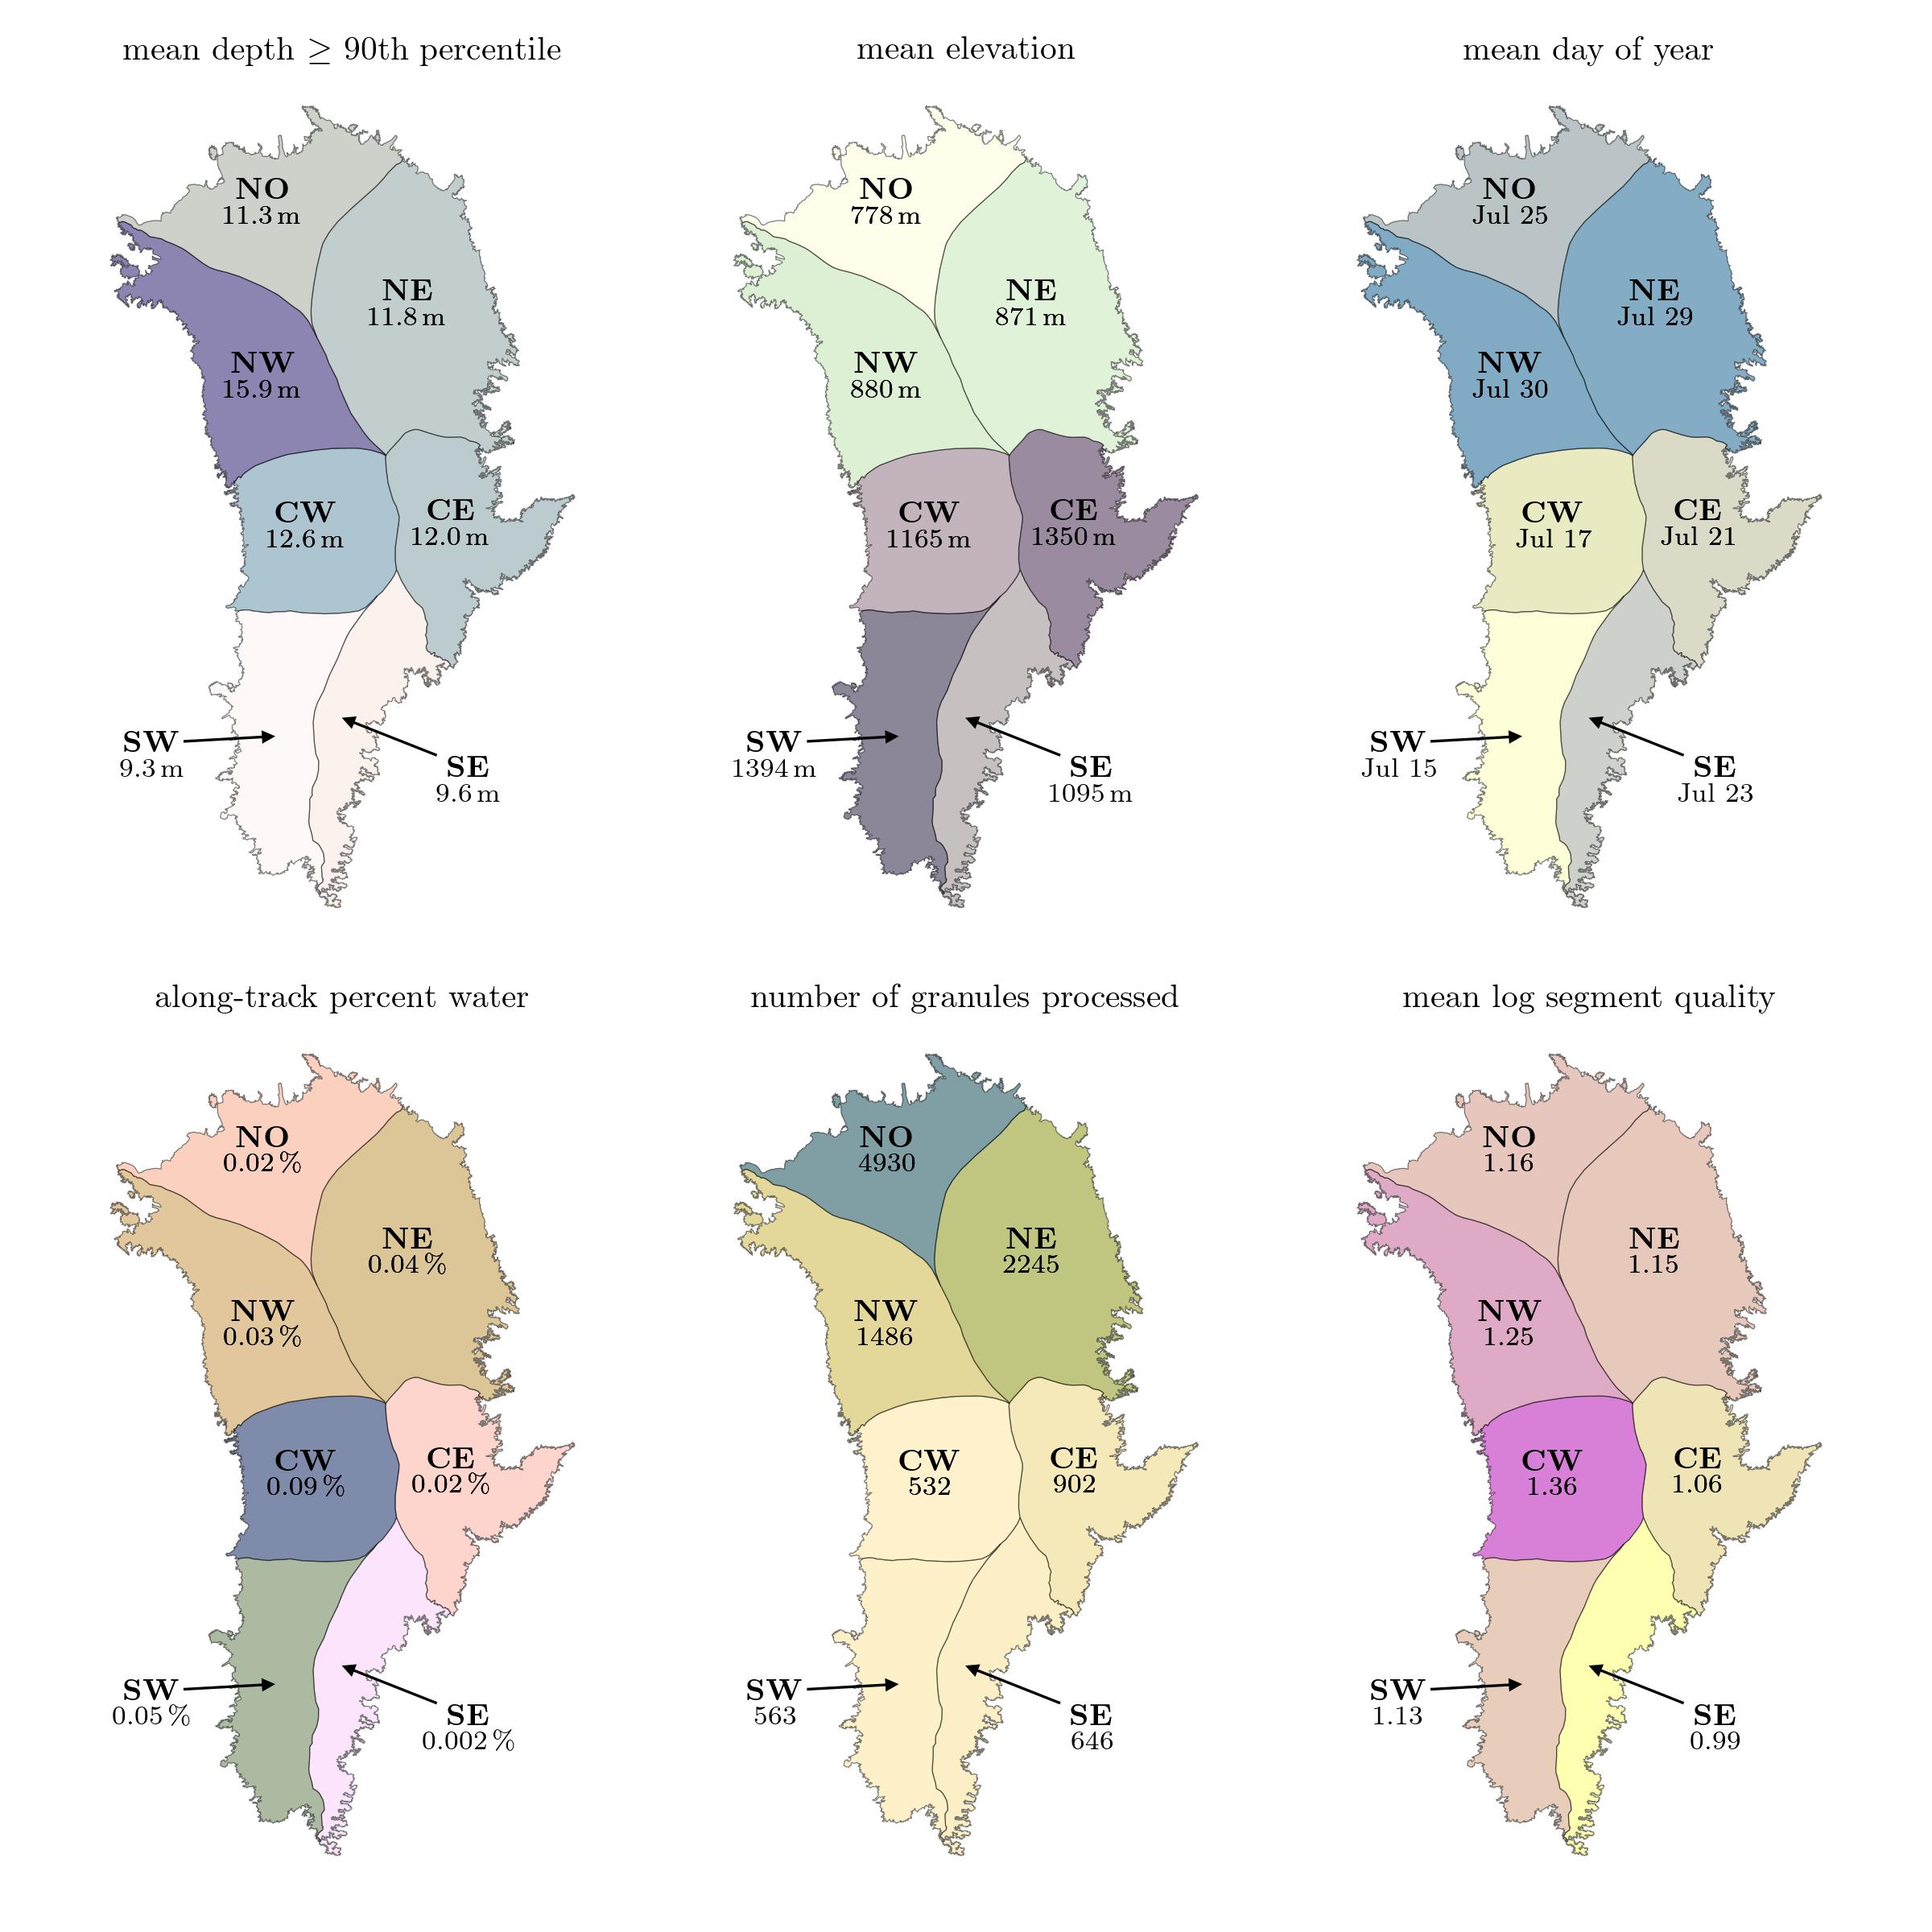 mean depth ≥ 90th percentile
NO
11.3 m
NE
11.8 m
NW
15.9 m
CW
12.6 m
CE
12.0 m
SW
9.3 m
SE
9.6 m
mean elevation
NO
778 m
NE
871 m
NW
880 m
CW
1165 m
CE
1350 m
SW
1394 m
SE
1095 m
mean day of year
NO
Jul 25
NE
Jul 29
NW
Jul 30
CW
Jul 17
CE
Jul 21
SW
Jul 15
SE
Jul 23
along-track percent water
NO
0.02 %
NE
0.04 %
NW
0.03 %
CW
0.09 %
CE
0.02 %
SW
0.05 %
SE
0.002 %
number of granules processed
NO
4930
NE
2245
NW
1486
CW
532
CE
902
SW
563
SE
646
mean log segment quality
NO
1.16
NE
1.15
NW
1.25
CW
1.36
CE
1.06
SW
1.13
SE
0.99